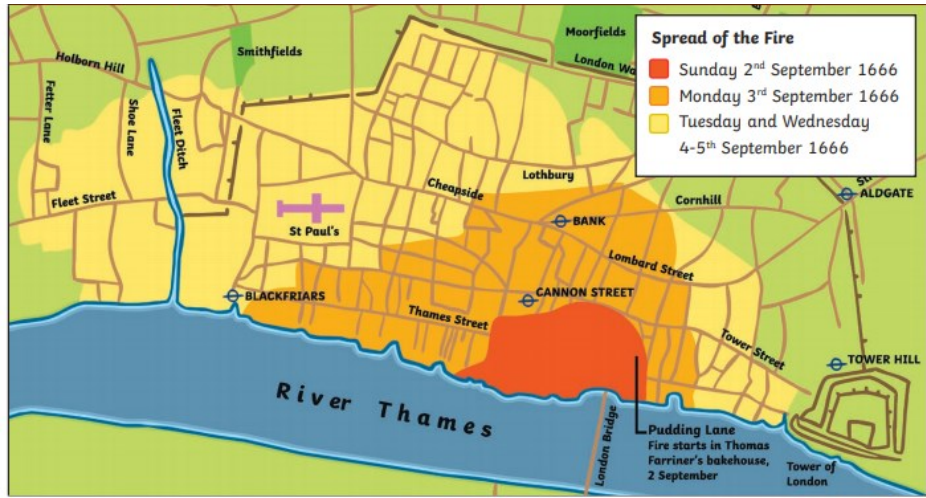 Spread of the Fire
Sunday 2nd September 1666
Monday 3rd September 1666
Tuesday and Wednesday
4-5th September 1666
Moorfields
London Wa
Smithfields
Holborn Hill
Fetter Lane
Shoe Lane
Fleet Ditch
Fleet Street
St Paul's
Cheapside
Lothbury
Cornhill
St
ALDGATE
BANK
Lombard Street
BLACKFRIARS
CANNON STREET
Thames Street
Tower Street
TOWER HILL
River Thames
London Bridge
Pudding Lane
Fire starts in Thomas
Farriner's bakehouse,
2 September
Tower of
London